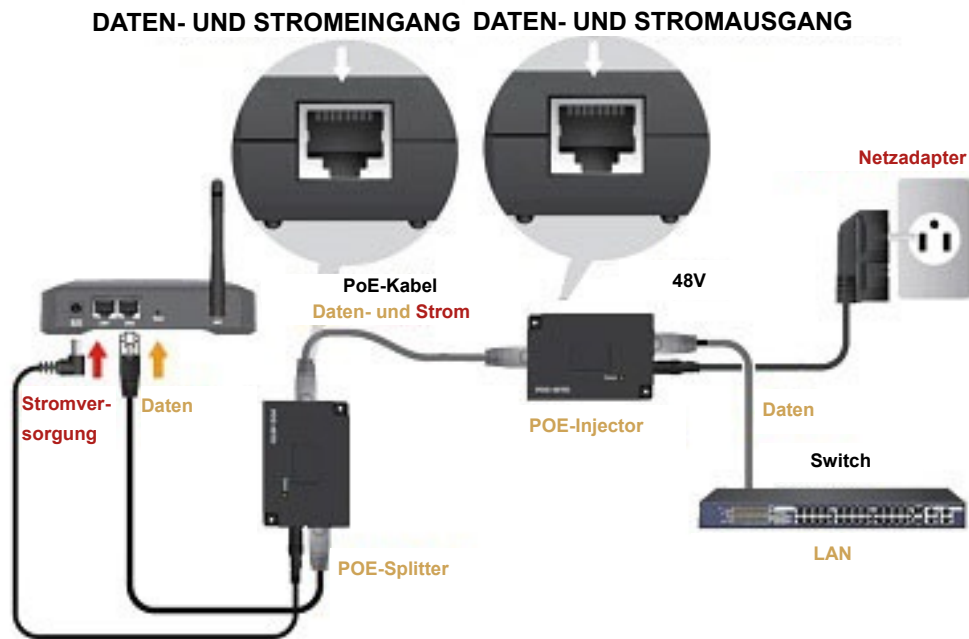 DATEN- UND STROMEINGANG
DATEN- UND STROMAUSGANG
Netzadapter
PoE-Kabel
Daten- und Strom
48V
Stromver-
sorgung
Daten
POE-Injector
Daten
Switch
POE-Splitter
LAN